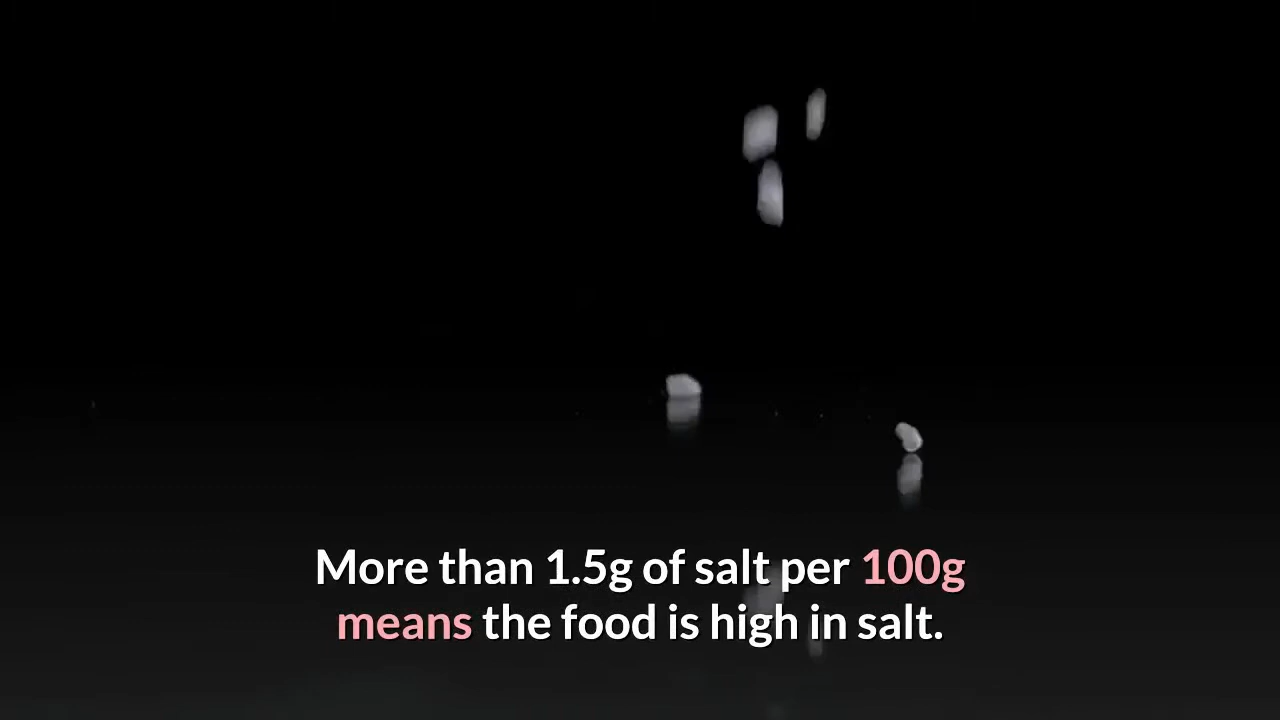 More than 1.5g of salt per 100g
means the food is high in salt.